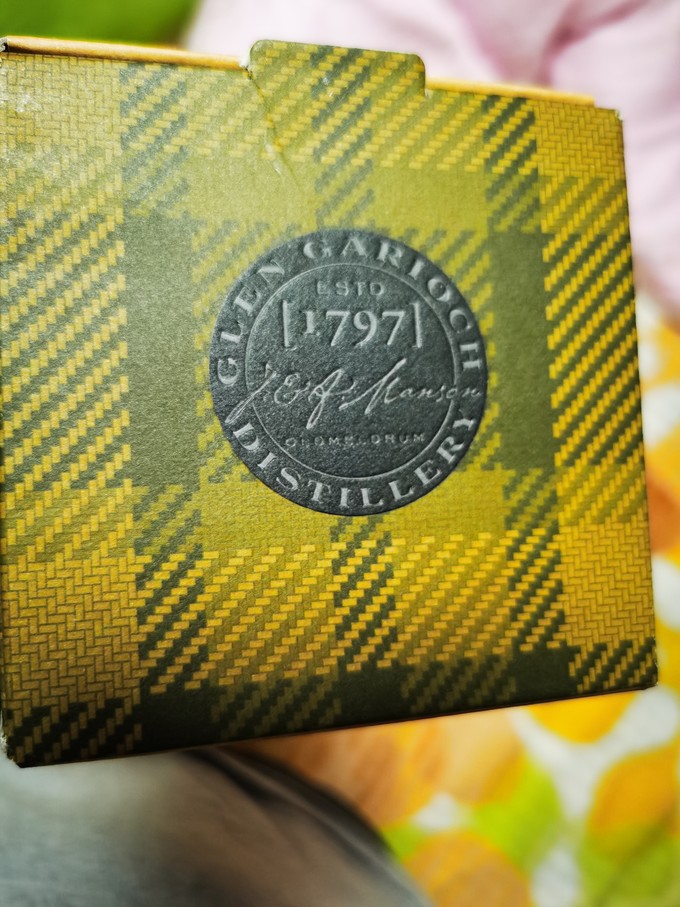 GLEN GARIOCH
ESTD
1797
J. E. & A. Manson
OLDMELDRUM
DISTILLERY